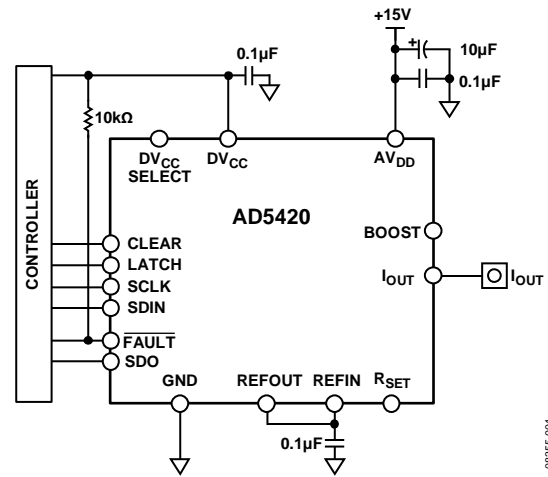 +15V
0.1µF
10µF
0.1µF
10kΩ
DVCC
SELECT
DVCC
AVDD
CONTROLLER
AD5420
BOOST
CLEAR
LATCH
IOUT
IOUT
SCLK
SDIN
FAULT
SDO
GND
REFOUT
REFIN
RSET
0.1µF